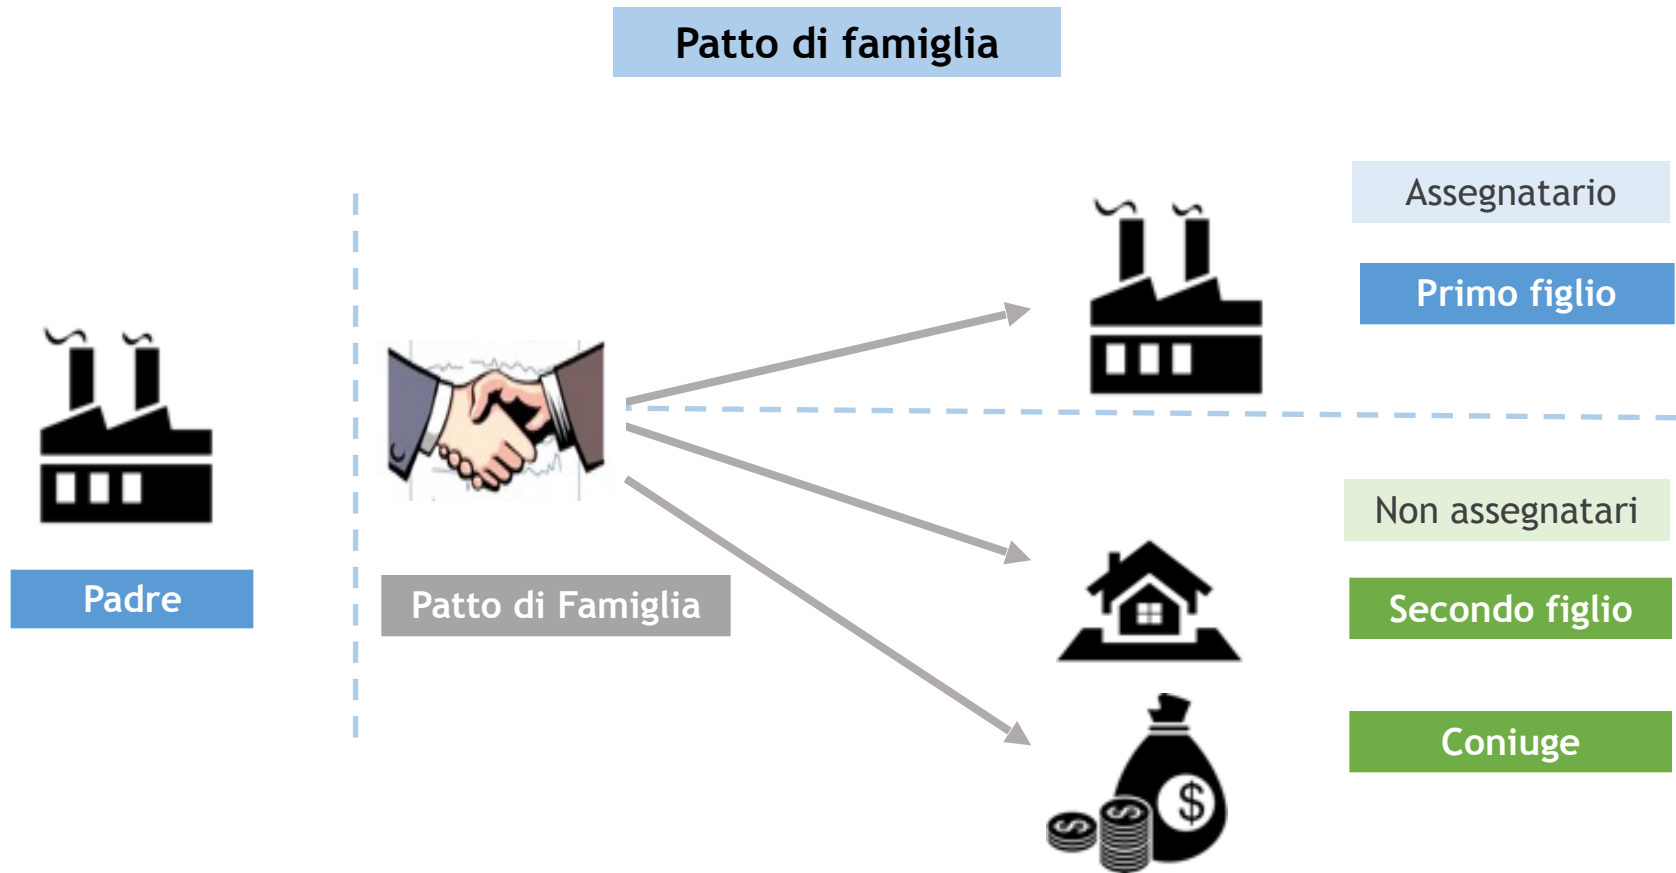 Patto di famiglia
Assegnatario
Primo figlio
Non assegnatari
Padre
Patto di Famiglia
Secondo figlio
Coniuge
$
$
$